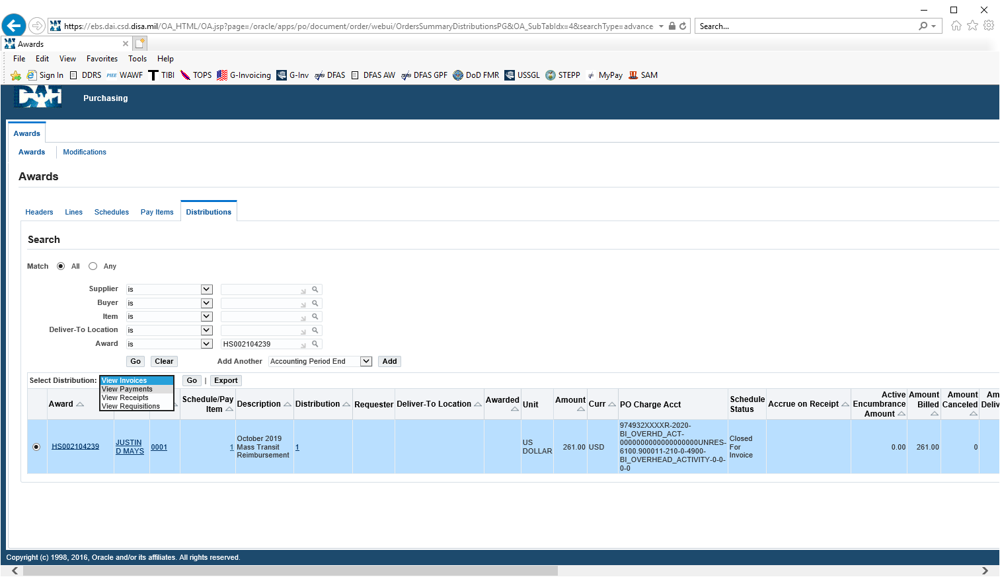 https://ebs.dai.csd.disa.mil/OA_HTML/OA.jsp?page=/oracle/apps/po/document/order/webui/OrdersSummaryDistributionsPG&OA_SubTabIdx=4&searchType=advance
Search...
Awards
File Edit View Favorites Tools Help
Sign In DDRS PIEE WAWF TIBI TOPS G-Invoicing G-Inv DFAS DFAS AW DFAS GPF DoD FMR USSGL STEPP MyPay SAM
DAI Purchasing
Awards
Awards Modifications
Awards
Headers Lines Schedules Pay Items Distributions
Search
Match All Any
Supplier is
Buyer is
Item is
Deliver-To Location is
Award is HS002104239
Go Clear Add Another Accounting Period End Add
Select Distribution: View Invoices Go | Export
View Payments
View Receipts
View Requisitions
Award Schedule/Pay Item Description Distribution Requester Deliver-To Location Awarded Unit Amount Curr PO Charge Acct Schedule Status Accrue on Receipt Active Encumbrance Amount Amount Billed Amount Canceled Am Deliv
HS002104239 JUSTIN D MAYS 0001 1 October 2019 Mass Transit Reimbursement 1 US DOLLAR 261.00 USD 974932XXXXR-2020-BI_OVERHD_ACT-0000000000000000000UNRES-6100.900011-210-0-4900-BI_OVERHEAD_ACTIVITY-0-0-0-0 Closed For Invoice 0.00 261.00 0
Copyright (c) 1998, 2016, Oracle and/or its affiliates. All rights reserved.